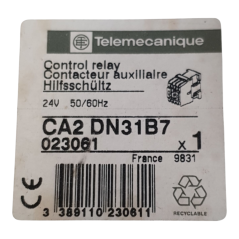 Telemecanique
Control relay
Contacteur auxiliaire
Hilfsschütz
24V 50/60Hz
CA2 DN31B7
023061 x 1
France 9831
3 389110 230611
RECYCLABLE